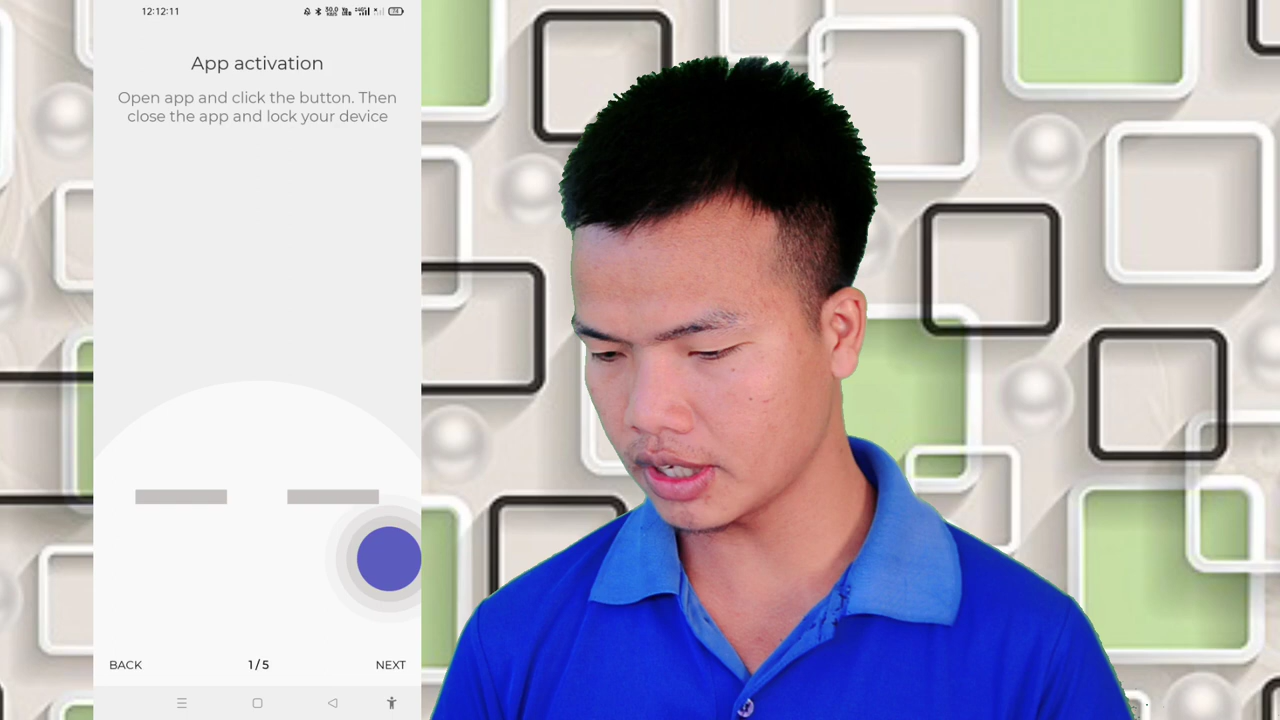 12:12:11
App activation
Open app and click the button. Then
close the app and lock your device
BACK
1 / 5
NEXT